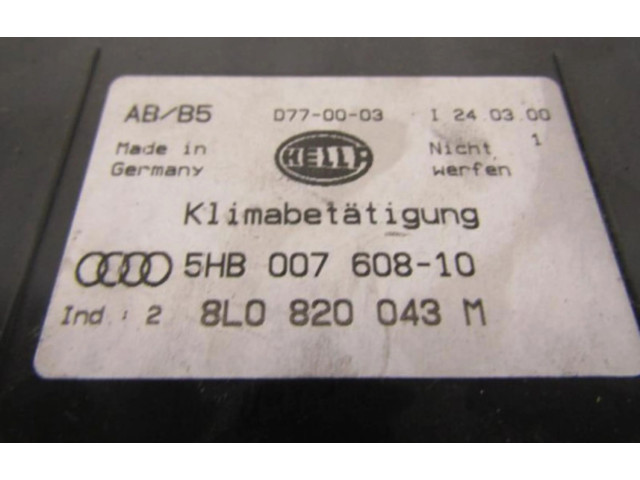 AB/B5 D77-00-03 I 24.03.00
Made in Germany HELLA Nicht werfen 1
Klimabetätigung
5HB 007 608-10
Ind.: 2 8L0 820 043 M